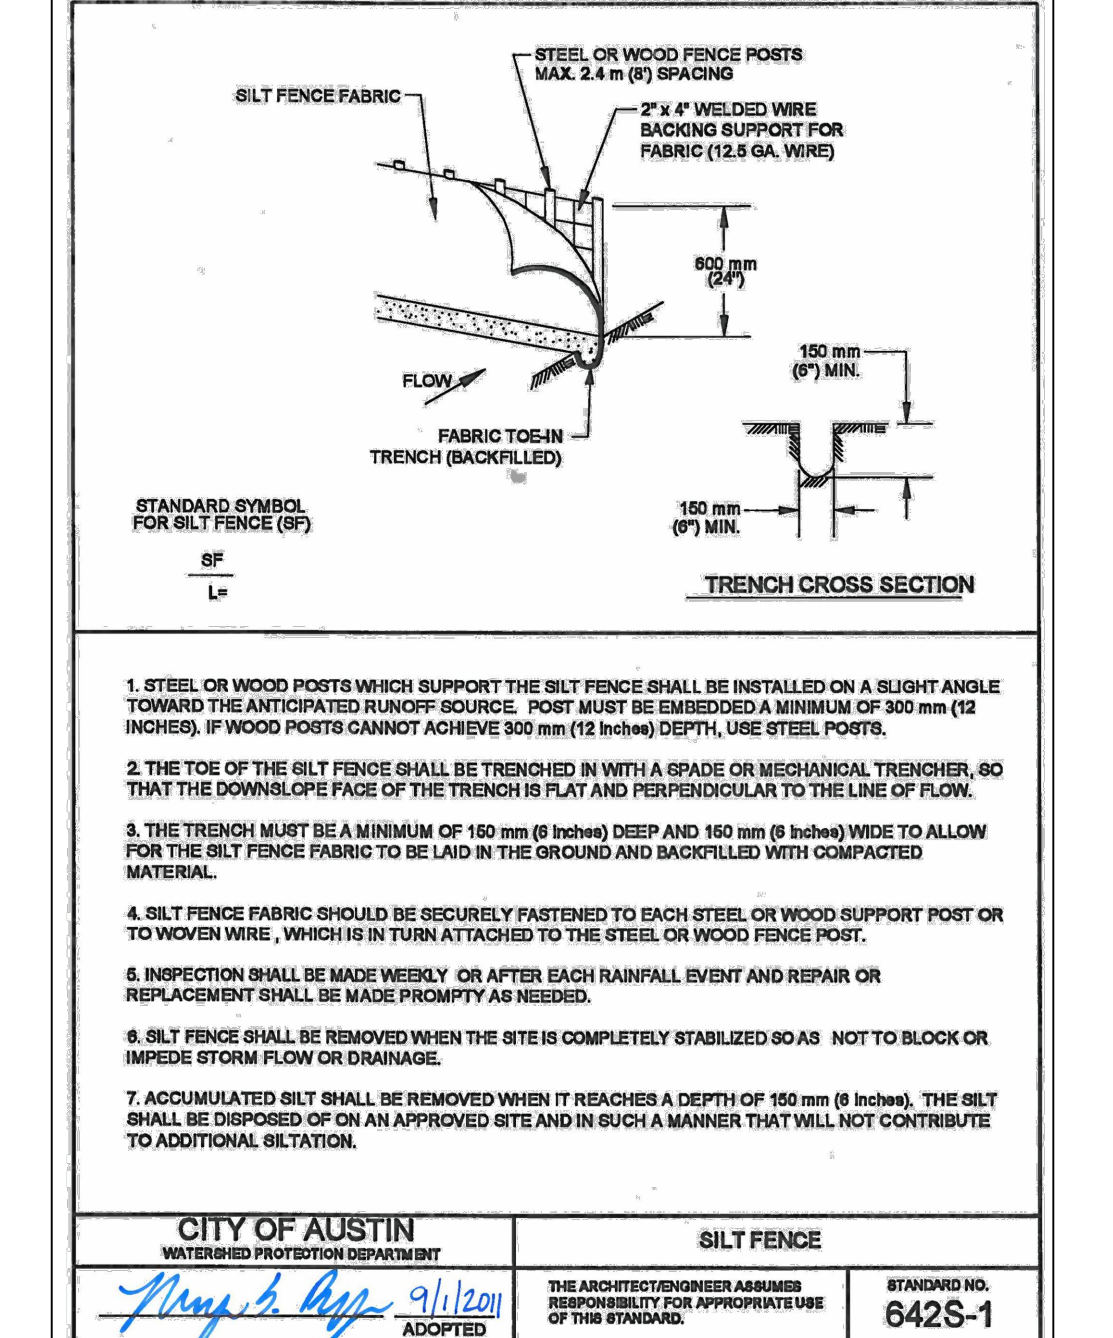 STEEL OR WOOD FENCE POSTS
MAX. 2.4 m (8') SPACING
SILT FENCE FABRIC
2" x 4" WELDED WIRE
BACKING SUPPORT FOR
FABRIC (12.5 GA. WIRE)
600 mm
(24")
150 mm
(6") MIN.
FLOW
FABRIC TOE-IN
TRENCH (BACKFILLED)
STANDARD SYMBOL
FOR SILT FENCE (SF)
150 mm
(6") MIN.
SF
L=
TRENCH CROSS SECTION
1. STEEL OR WOOD POSTS WHICH SUPPORT THE SILT FENCE SHALL BE INSTALLED ON A SLIGHT ANGLE
TOWARD THE ANTICIPATED RUNOFF SOURCE. POST MUST BE EMBEDDED A MINIMUM OF 300 mm (12
INCHES). IF WOOD POSTS CANNOT ACHIEVE 300 mm (12 inches) DEPTH, USE STEEL POSTS.
2. THE TOE OF THE SILT FENCE SHALL BE TRENCHED IN WITH A SPADE OR MECHANICAL TRENCHER, SO
THAT THE DOWNSLOPE FACE OF THE TRENCH IS FLAT AND PERPENDICULAR TO THE LINE OF FLOW.
3. THE TRENCH MUST BE A MINIMUM OF 150 mm (6 inches) DEEP AND 150 mm (6 inches) WIDE TO ALLOW
FOR THE SILT FENCE FABRIC TO BE LAID IN THE GROUND AND BACKFILLED WITH COMPACTED
MATERIAL.
4. SILT FENCE FABRIC SHOULD BE SECURELY FASTENED TO EACH STEEL OR WOOD SUPPORT POST OR
TO WOVEN WIRE , WHICH IS IN TURN ATTACHED TO THE STEEL OR WOOD FENCE POST.
5. INSPECTION SHALL BE MADE WEEKLY OR AFTER EACH RAINFALL EVENT AND REPAIR OR
REPLACEMENT SHALL BE MADE PROMPTY AS NEEDED.
6. SILT FENCE SHALL BE REMOVED WHEN THE SITE IS COMPLETELY STABILIZED SO AS NOT TO BLOCK OR
IMPEDE STORM FLOW OR DRAINAGE.
7. ACCUMULATED SILT SHALL BE REMOVED WHEN IT REACHES A DEPTH OF 150 mm (6 inches). THE SILT
SHALL BE DISPOSED OF ON AN APPROVED SITE AND IN SUCH A MANNER THAT WILL NOT CONTRIBUTE
TO ADDITIONAL SILTATION.
CITY OF AUSTIN
WATERSHED PROTECTION DEPARTMENT
SILT FENCE
9/1/2011
ADOPTED
THE ARCHITECT/ENGINEER ASSUMES
RESPONSIBILITY FOR APPROPRIATE USE
OF THIS STANDARD.
STANDARD NO.
642S-1